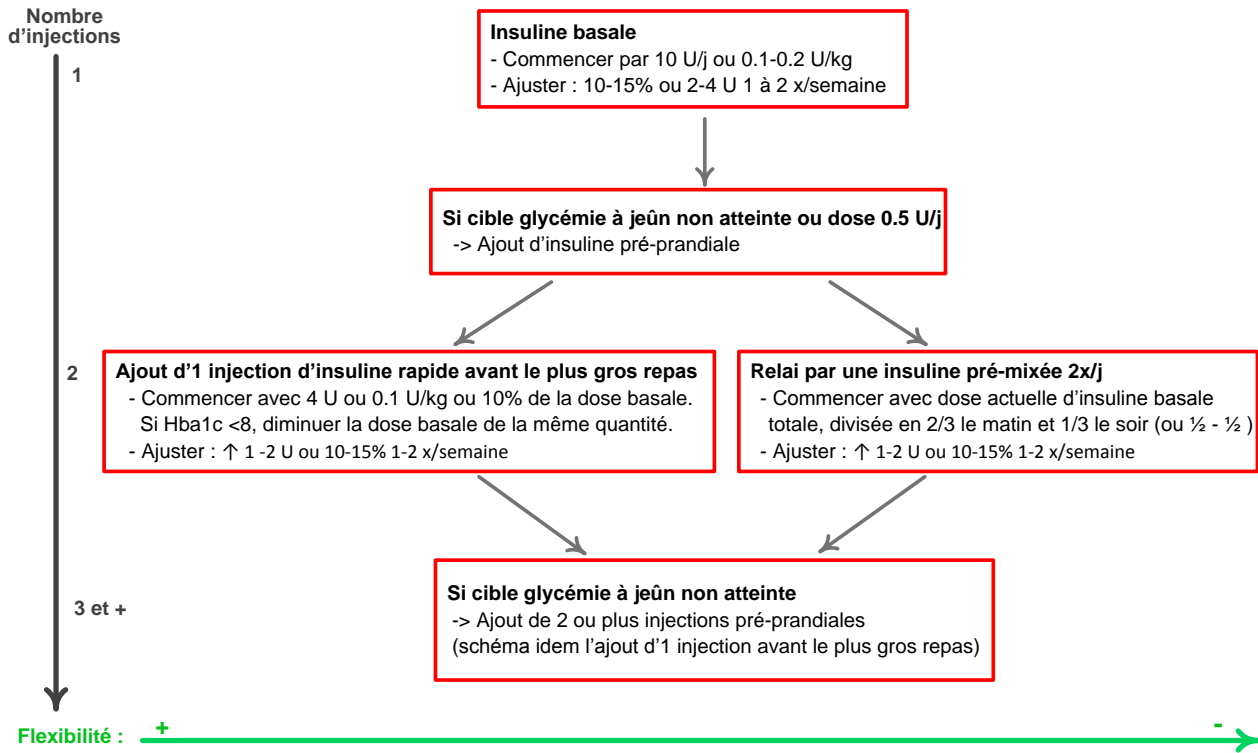 Nombre
d’injections
1
Insuline basale
- Commencer par 10 U/j ou 0.1-0.2 U/kg
- Ajuster : 10-15% ou 2-4 U 1 à 2 x/semaine
Si cible glycémie à jeûn non atteinte ou dose 0.5 U/j
-> Ajout d’insuline pré-prandiale
2
Ajout d’1 injection d’insuline rapide avant le plus gros repas
- Commencer avec 4 U ou 0.1 U/kg ou 10% de la dose basale.
Si Hba1c <8, diminuer la dose basale de la même quantité.
- Ajuster : ↑ 1 -2 U ou 10-15% 1-2 x/semaine
Relai par une insuline pré-mixée 2x/j
- Commencer avec dose actuelle d’insuline basale
totale, divisée en 2/3 le matin et 1/3 le soir (ou ½ - ½ )
- Ajuster : ↑ 1-2 U ou 10-15% 1-2 x/semaine
3 et +
Si cible glycémie à jeûn non atteinte
-> Ajout de 2 ou plus injections pré-prandiales
(schéma idem l’ajout d’1 injection avant le plus gros repas)
Flexibilité : + -